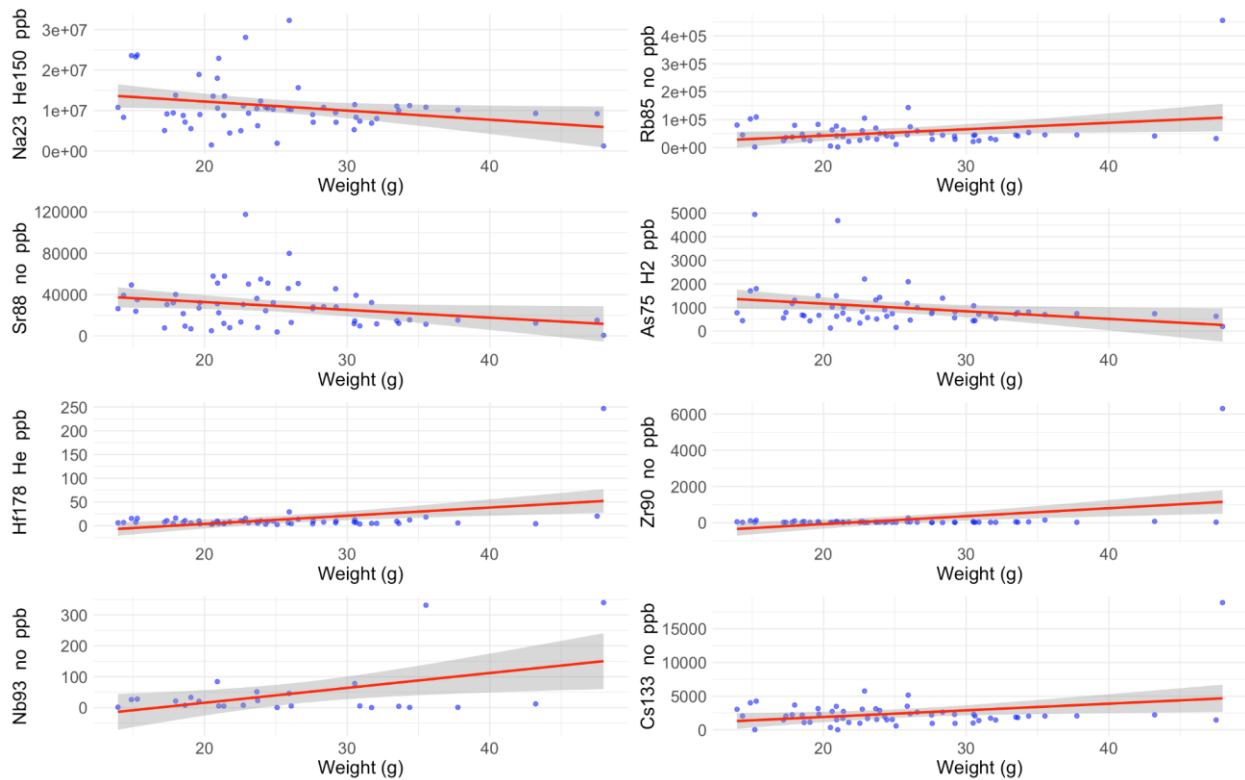 3e+07
2e+07
1e+07
0e+00
Na23 He150 ppb
20 30 40
Weight (g)
4e+05
3e+05
2e+05
1e+05
0e+00
Rb85 no ppb
20 30 40
Weight (g)
120000
80000
40000
0
Sr88 no ppb
20 30 40
Weight (g)
5000
4000
3000
2000
1000
0
As75 H2 ppb
20 30 40
Weight (g)
250
200
150
100
50
0
Hf178 He ppb
20 30 40
Weight (g)
6000
4000
2000
0
Zr90 no ppb
20 30 40
Weight (g)
300
200
100
0
Nb93 no ppb
20 30 40
Weight (g)
15000
10000
5000
0
Cs133 no ppb
20 30 40
Weight (g)